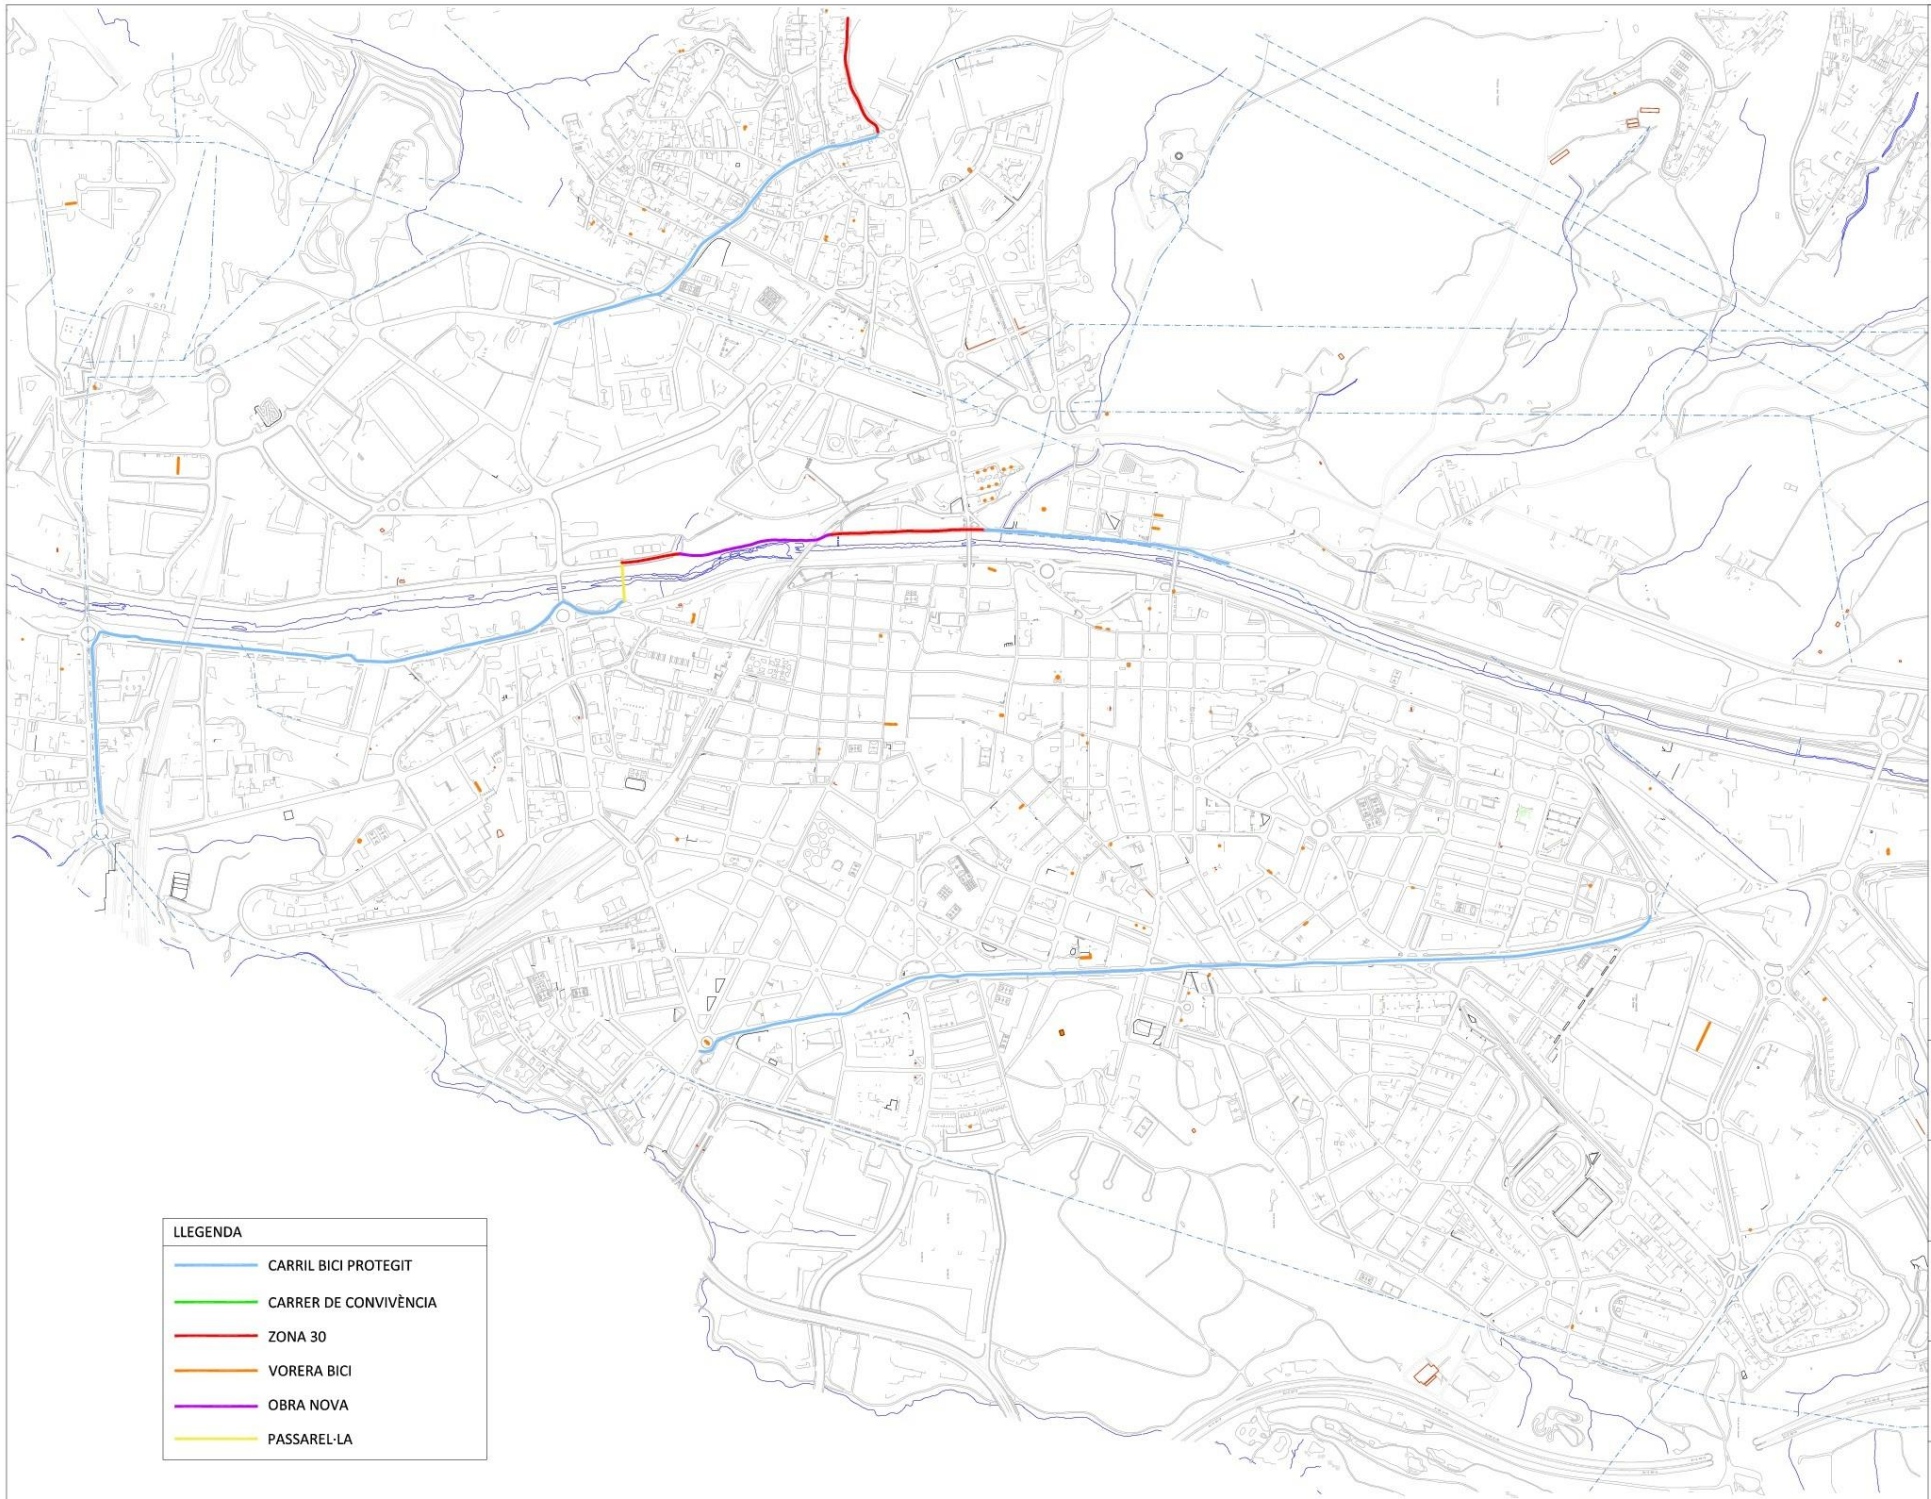 LLEGENDA
CARRIL BICI PROTEGIT
CARRER DE CONVIVÈNCIA
ZONA 30
VORERA BICI
OBRA NOVA
PASSAREL·LA